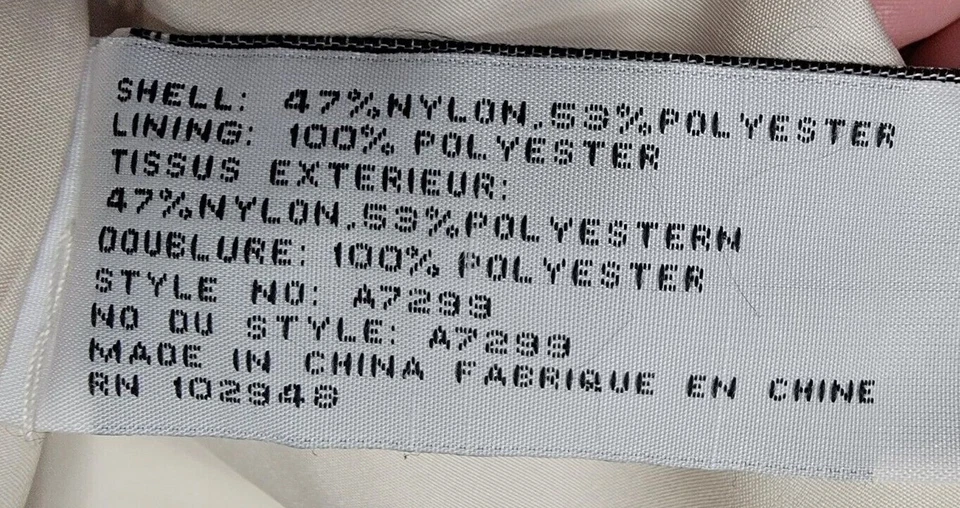 SHELL: 47%NYLON.53%POLYESTER
LINING: 100% POLYESTER
TISSUS EXTERIEUR:
47%NYLON.53%POLYESTERN
DOUBLURE: 100% POLYESTER
STYLE NO: A7299
NO DU STYLE: A7299
MADE IN CHINA FABRIQUE EN CHINE
RN 102948